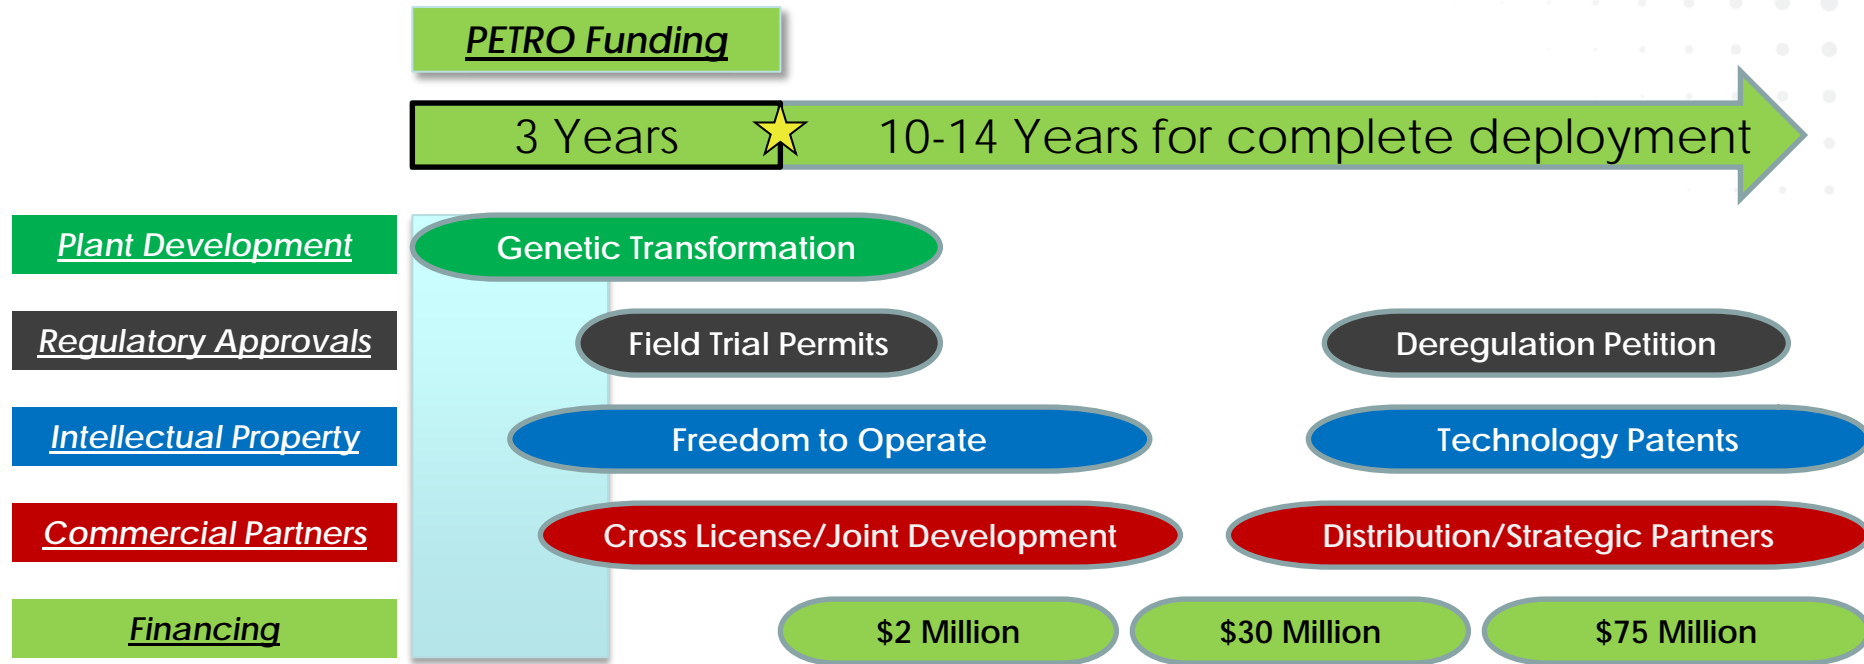 PETRO Funding
3 Years
10-14 Years for complete deployment
Plant Development
Genetic Transformation
Regulatory Approvals
Field Trial Permits
Deregulation Petition
Intellectual Property
Freedom to Operate
Technology Patents
Commercial Partners
Cross License/Joint Development
Distribution/Strategic Partners
Financing
$2 Million
$30 Million
$75 Million